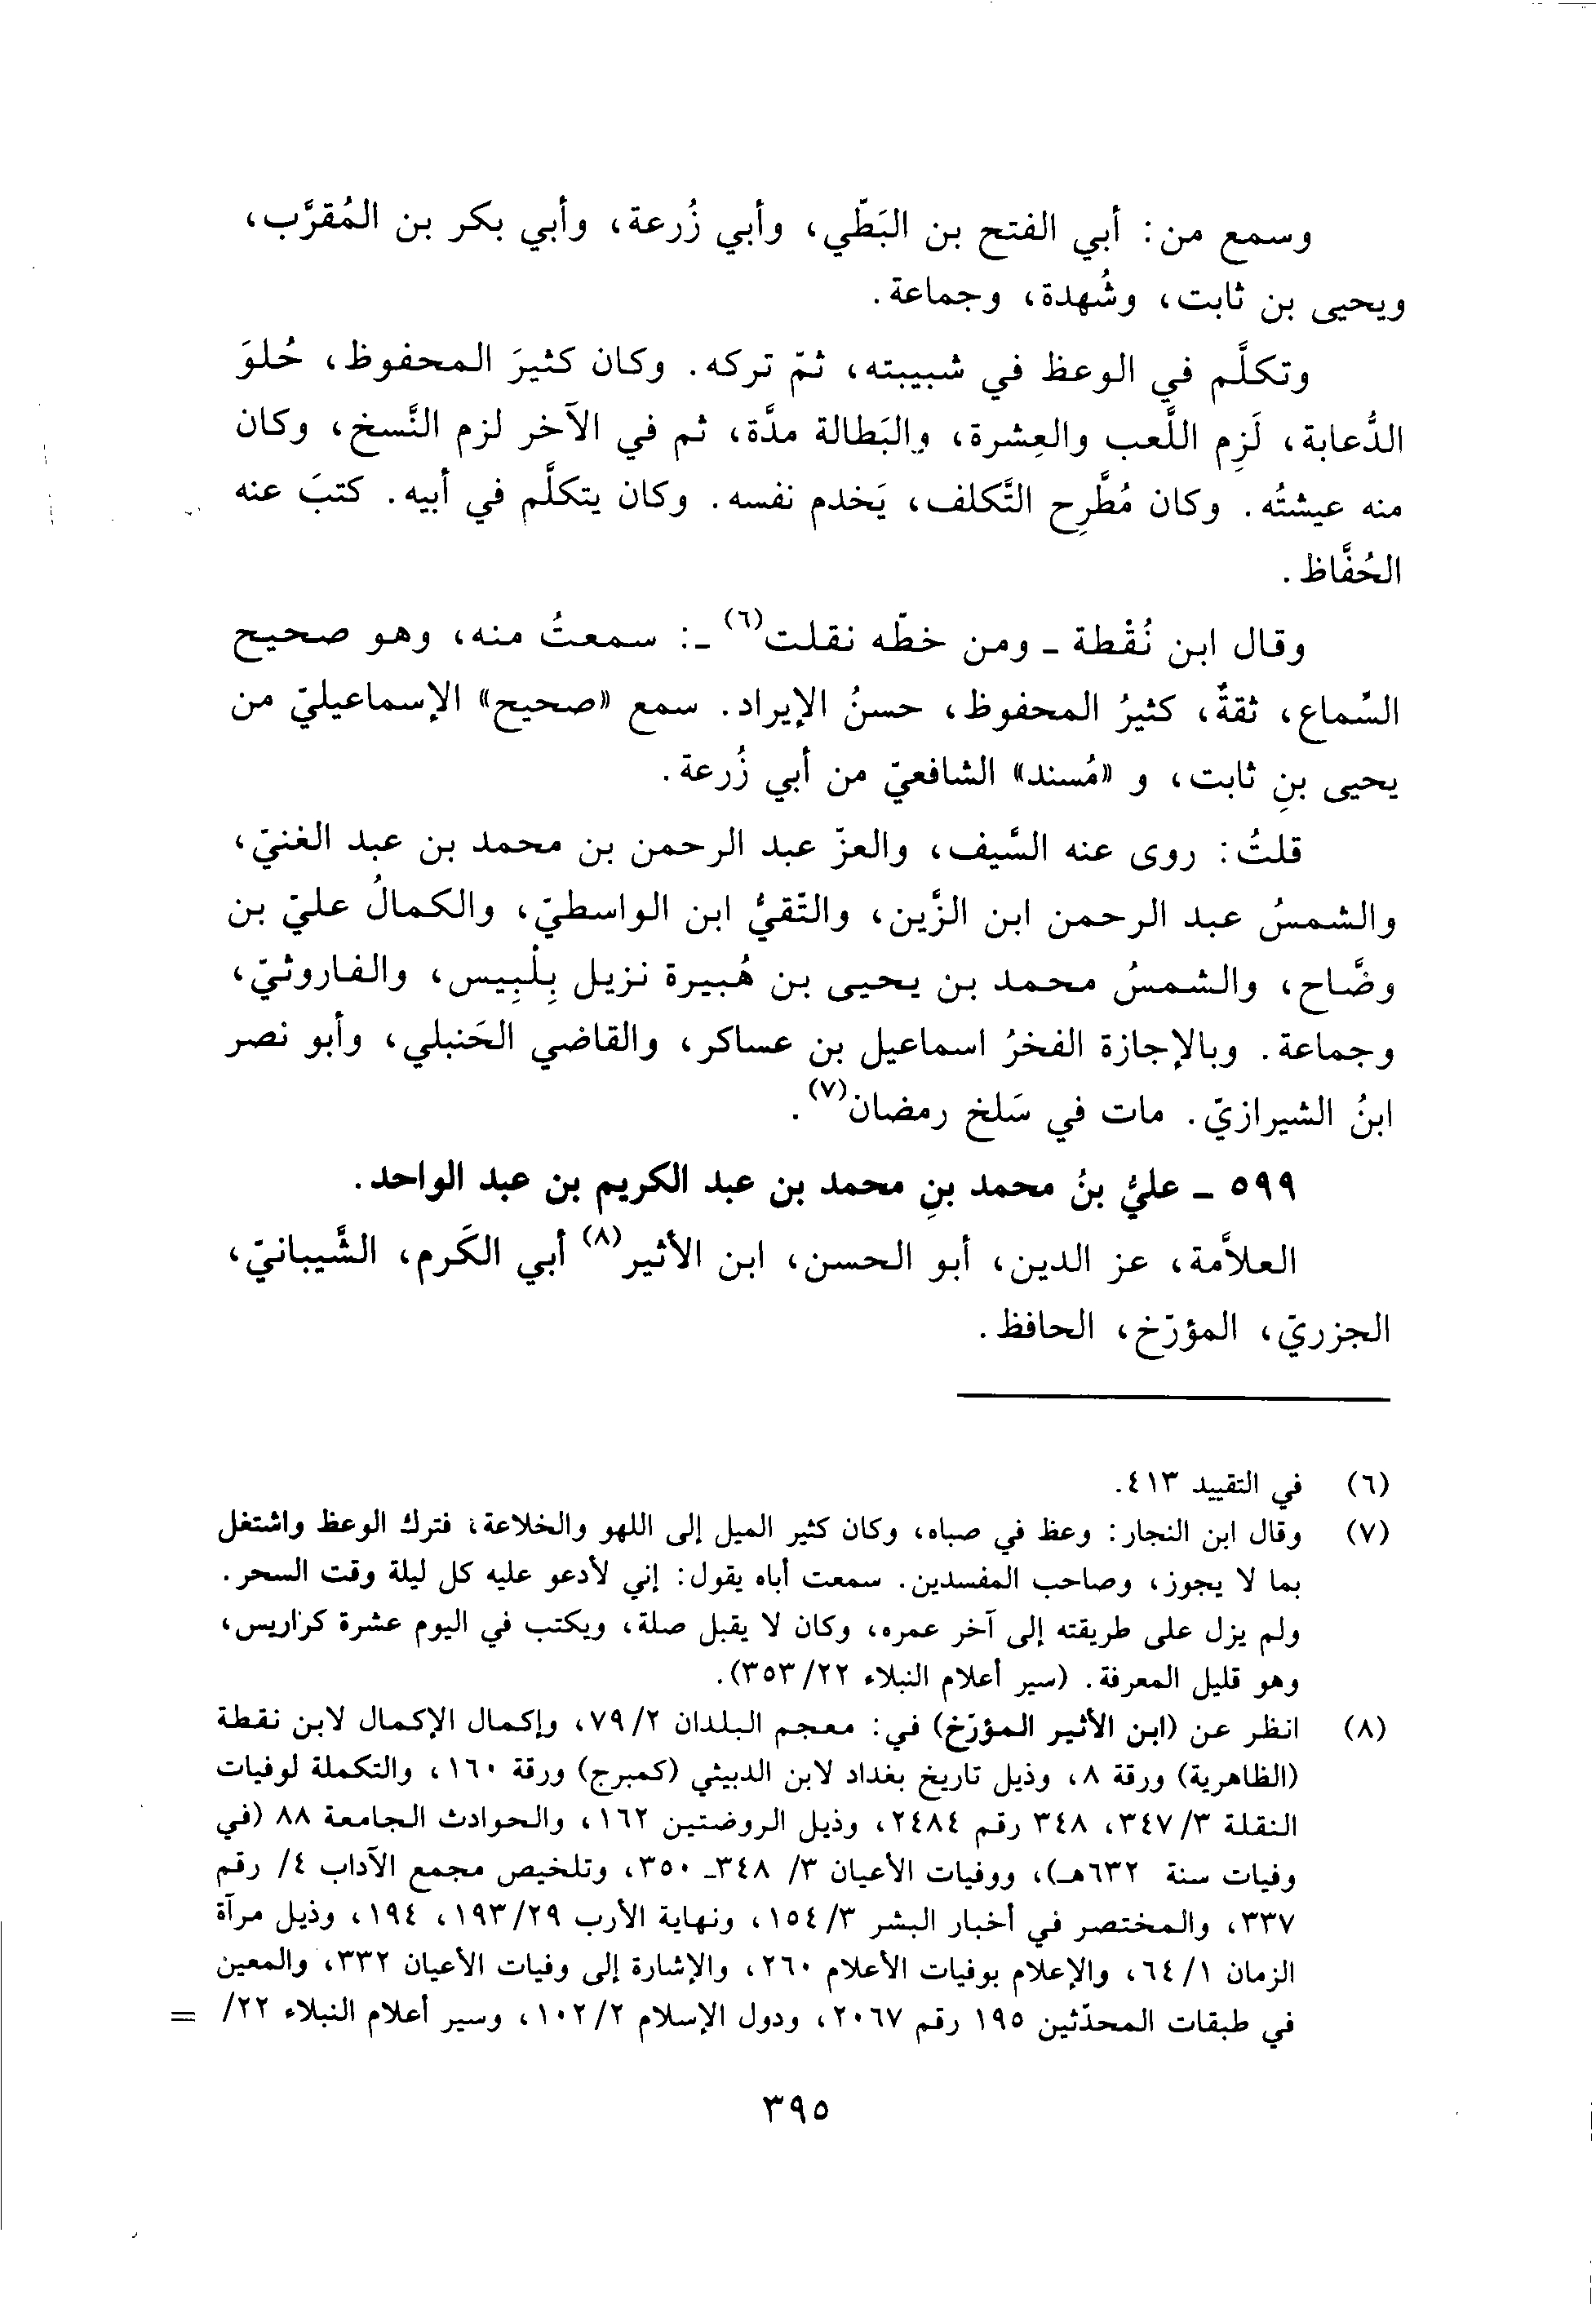 وسمع من: أبي الفتح بن البَطّي، وأبي زُرعة، وأبي بكر بن المُقرَّب،
ويحيى بن ثابت، وشُهدة، وجماعة.
وتكلَّم في الوعظ في شبيبته، ثمّ تركه. وكان كثيرَ المحفوظ، حُلوَ
الدُّعابة، لَزِم اللَّعب والعِشرة، والبَطالة مدَّة، ثم في الآخر لزم النَّسخ، وكان
منه عيشتُه. وكان مُطَّرِح التَّكلف، يَخدم نفسه. وكان يتكلَّم في أبيه. كتبَ عنه
الحُفَّاظ.
وقال ابن نُقْطة ـ ومن خطّه نقلت(٦) ـ: سمعتُ منه، وهو صحيح
السَّماع، ثقةٌ، كثيرُ المحفوظ، حسنُ الإيراد. سمع «صحيح» الإسماعيليّ من
يحيى بنِ ثابت، و «مُسند» الشافعيّ من أبي زُرعة.
قلتُ: روى عنه السَّيف، والعزّ عبد الرحمن بن محمد بن عبد الغنيّ،
والشمسُ عبد الرحمن ابن الزَّين، والتَّقيُّ ابن الواسطيّ، والكمالُ عليّ بن
وضَّاح، والشمسُ محمد بن يحيى بن هُبيرة نزيل بِلْبِيس، والفاروثيّ،
وجماعة. وبالإجازة الفخرُ اسماعيل بن عساكر، والقاضي الحَنبلي، وأبو نصر
ابنُ الشيرازيّ. مات في سَلخ رمضان(٧).
٥٩٩ ـ عليُّ بنُ محمد بنِ محمد بن عبد الكريم بن عبد الواحد.
العلاَّمة، عز الدين، أبو الحسن، ابن الأثير(٨) أبي الكَرم، الشَّيبانيّ،
الجزريّ، المؤرّخ، الحافظ.
(٦) في التقييد ٤١٣.
(٧) وقال ابن النجار: وعظ في صباه، وكان كثير الميل إلى اللهو والخلاعة، فترك الوعظ واشتغل
بما لا يجوز، وصاحب المفسدين. سمعت أباه يقول: إني لأدعو عليه كل ليلة وقت السحر.
ولم يزل على طريقته إلى آخر عمره، وكان لا يقبل صلة، ويكتب في اليوم عشرة كراريس،
وهو قليل المعرفة. (سير أعلام النبلاء ٢٢/ ٣٥٣).
(٨) انظر عن (ابن الأثير المؤرّخ) في: معجم البلدان ٧٩/٢، وإكمال الإكمال لابن نقطة
(الظاهرية) ورقة ٨، وذيل تاريخ بغداد لابن الدبيثي (كمبرج) ورقة ١٦٠، والتكملة لوفيات
النقلة ٣/ ٣٤٧، ٣٤٨ رقم ٢٤٨٤، وذيل الروضتين ١٦٢، والحوادث الجامعة ٨٨ (في
وفيات سنة ٦٣٢هـ)، ووفيات الأعيان ٣/ ٣٤٨ـ ٣٥٠، وتلخيص مجمع الآداب ٤/ رقم
٣٣٧، والمختصر في أخبار البشر ٣/ ١٥٤، ونهاية الأرب ٢٩/ ١٩٣، ١٩٤، وذيل مرآة
الزمان ١/ ٦٤، والإعلام بوفيات الأعلام ٢٦٠، والإشارة إلى وفيات الأعيان ٣٣٢، والمعين
في طبقات المحدّثين ١٩٥ رقم ٢٠٦٧، ودول الإسلام ٢/ ١٠٢، وسير أعلام النبلاء ٢٢/ =
٣٩٥